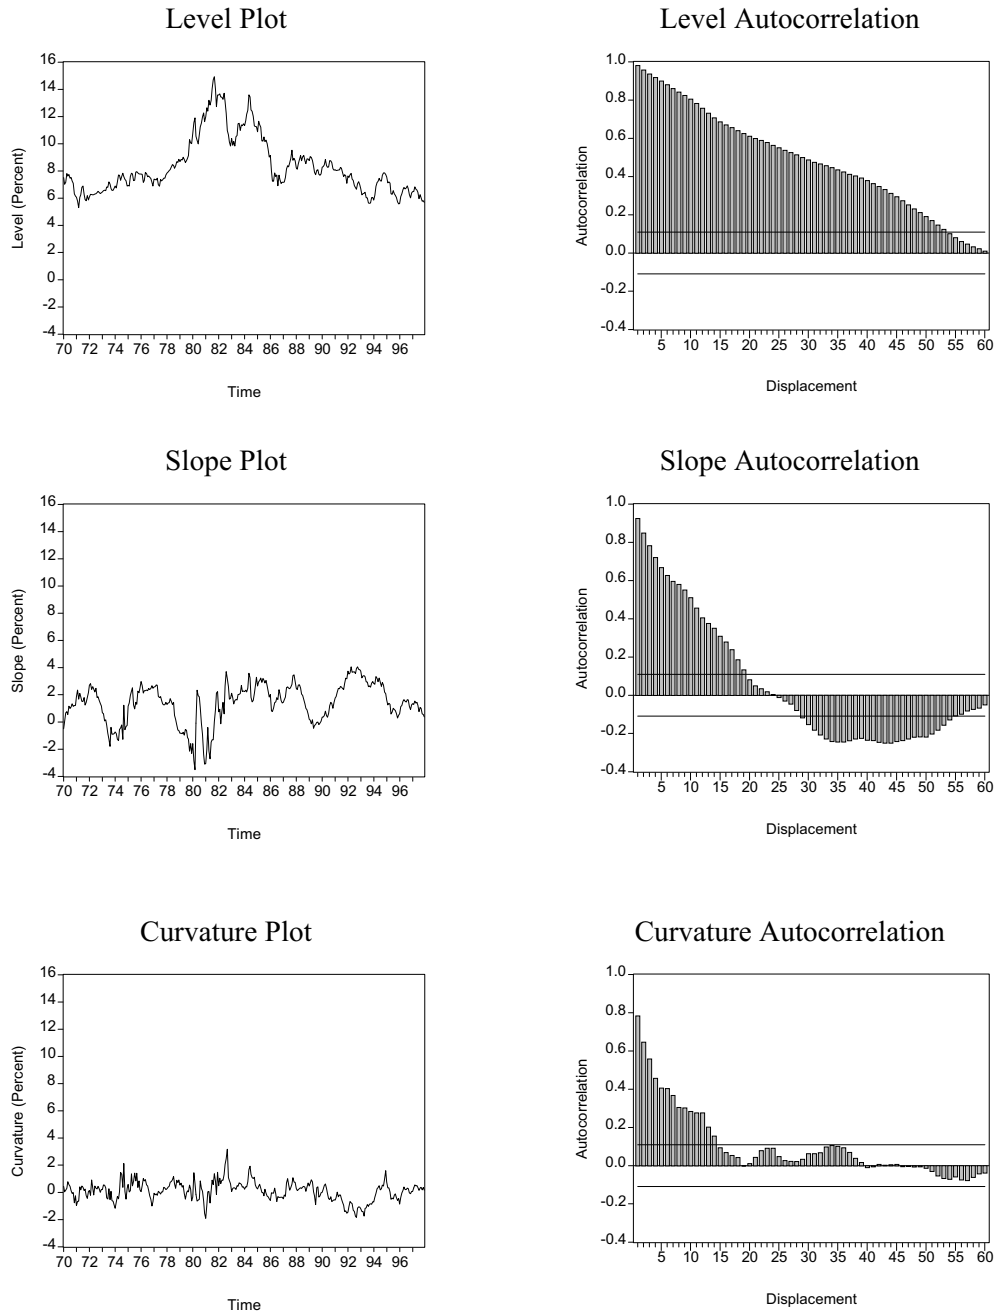 Level Plot
Level Autocorrelation
16
14
12
10
8
6
4
2
0
-2
-4
Level (Percent)
70 72 74 76 78 80 82 84 86 88 90 92 94 96
Time
1.0
0.8
0.6
0.4
0.2
0.0
-0.2
-0.4
Autocorrelation
5 10 15 20 25 30 35 40 45 50 55 60
Displacement
Slope Plot
Slope Autocorrelation
16
14
12
10
8
6
4
2
0
-2
-4
Slope (Percent)
70 72 74 76 78 80 82 84 86 88 90 92 94 96
Time
1.0
0.8
0.6
0.4
0.2
0.0
-0.2
-0.4
Autocorrelation
5 10 15 20 25 30 35 40 45 50 55 60
Displacement
Curvature Plot
Curvature Autocorrelation
16
14
12
10
8
6
4
2
0
-2
-4
Curvature (Percent)
70 72 74 76 78 80 82 84 86 88 90 92 94 96
Time
1.0
0.8
0.6
0.4
0.2
0.0
-0.2
-0.4
Autocorrelation
5 10 15 20 25 30 35 40 45 50 55 60
Displacement